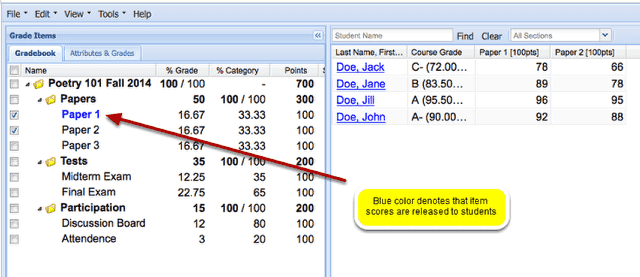 File Edit View Tools Help
Grade Items
Gradebook Attributes & Grades
Name % Grade % Category Points
Poetry 101 Fall 2014 100 / 100 - 700
Papers 50 100 / 100 300
Paper 1 16.67 33.33 100
Paper 2 16.67 33.33 100
Paper 3 16.67 33.33 100
Tests 35 100 / 100 200
Midterm Exam 12.25 35 100
Final Exam 22.75 65 100
Participation 15 100 / 100 200
Discussion Board 12 80 100
Attendence 3 20 100
Student Name Find Clear All Sections
Last Name, First... Course Grade Paper 1 [100pts] Paper 2 [100pts]
Doe, Jack C- (72.00... 78 66
Doe, Jane B (83.50... 89 78
Doe, Jill A (95.50... 96 95
Doe, John A- (90.00... 92 88
Blue color denotes that item
scores are released to students